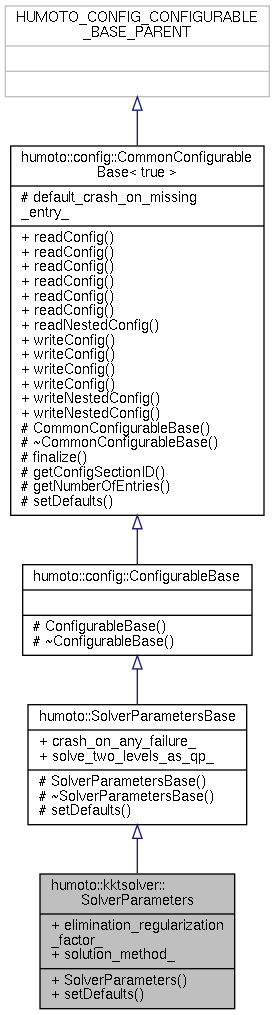 HUMOTO_CONFIG_CONFIGURABLE
_BASE_PARENT
humoto::config::CommonConfigurable
Base< true >
# default_crash_on_missing
_entry_
+ readConfig()
+ readConfig()
+ readConfig()
+ readConfig()
+ readConfig()
+ readConfig()
+ readNestedConfig()
+ writeConfig()
+ writeConfig()
+ writeConfig()
+ writeConfig()
+ writeNestedConfig()
+ writeNestedConfig()
# CommonConfigurableBase()
# ~CommonConfigurableBase()
# finalize()
# getConfigSectionID()
# getNumberOfEntries()
# setDefaults()
humoto::config::ConfigurableBase
# ConfigurableBase()
# ~ConfigurableBase()
humoto::SolverParametersBase
+ crash_on_any_failure_
+ solve_two_levels_as_qp_
# SolverParametersBase()
# ~SolverParametersBase()
# setDefaults()
humoto::kktsolver::
SolverParameters
+ elimination_regularization
_factor_
+ solution_method_
+ SolverParameters()
+ setDefaults()